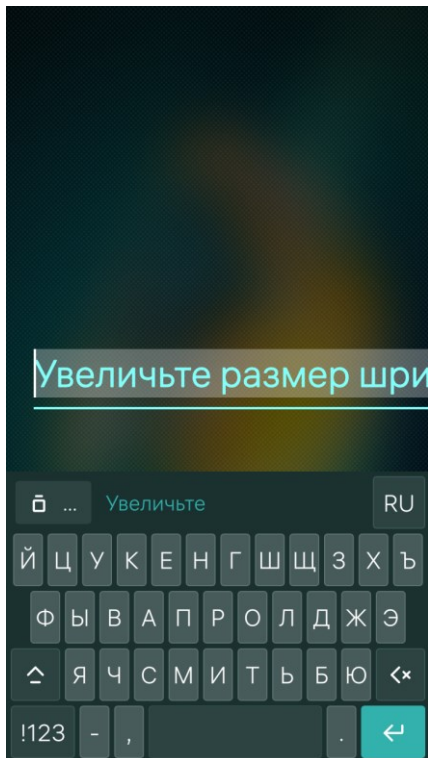 Увеличьте размер шри
... Увеличьте RU
Й Ц У К Е Н Г Ш Щ З Х Ъ
Ф Ы В А П Р О Л Д Ж Э
Я Ч С М И Т Ь Б Ю
!123 - , .